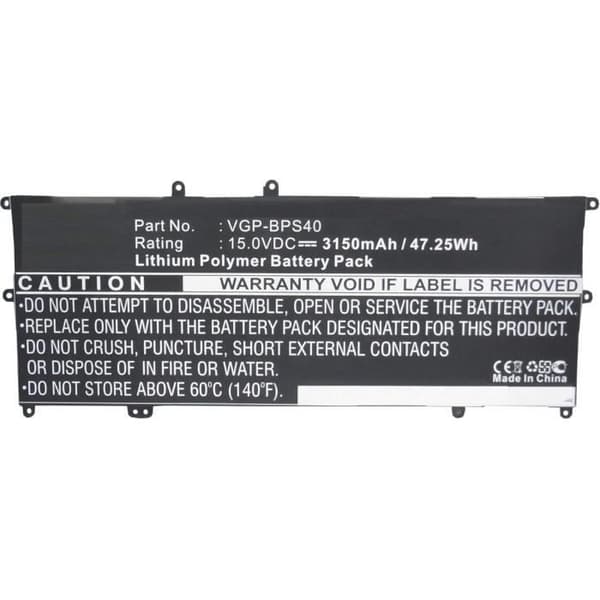 Part No. : VGP-BPS40
Rating : 15.0VDC⎓ 3150mAh / 47.25Wh
Lithium Polymer Battery Pack
CAUTION WARRANTY VOID IF LABEL IS REMOVED
•DO NOT ATTEMPT TO DISASSEMBLE, OPEN OR SERVICE THE BATTERY PACK.
•REPLACE ONLY WITH THE BATTERY PACK DESIGNATED FOR THIS PRODUCT.
•DO NOT CRUSH, PUNCTURE, SHORT EXTERNAL CONTACTS
OR DISPOSE OF IN FIRE OR WATER.
•DO NOT STORE ABOVE 60°C (140°F).
CE
Made In China